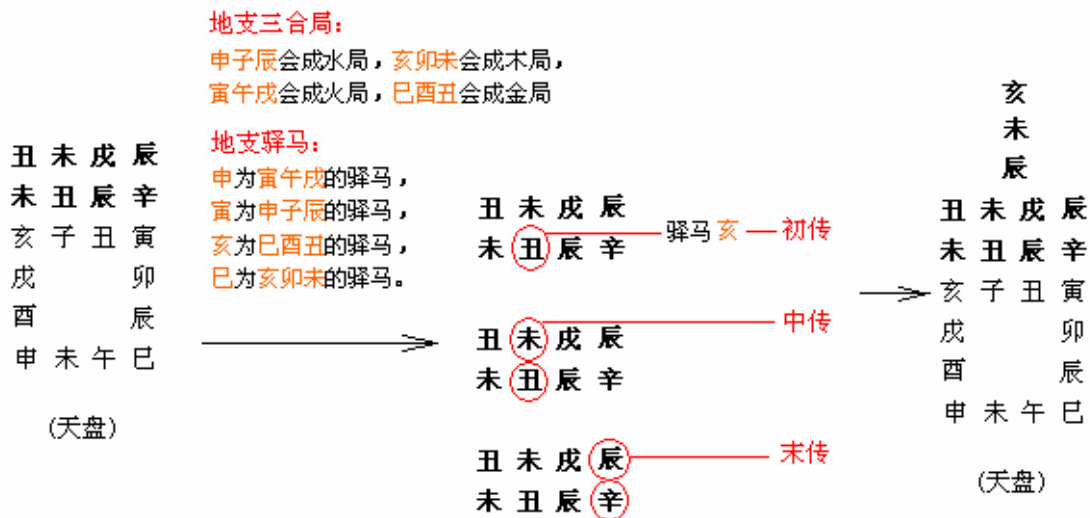 地支三合局：
申子辰会成水局，亥卯未会成木局，
寅午戌会成火局，巳酉丑会成金局
地支驿马：
申为寅午戌的驿马，
寅为申子辰的驿马，
亥为巳酉丑的驿马，
巳为亥卯未的驿马。
丑 未 戌 辰
未 丑 辰 辛
亥 子 丑 寅
戌 卯
酉 辰
申 未 午 巳
(天盘)
丑 未 戌 辰
未 丑 辰 辛
驿马 亥 初传
丑 未 戌 辰
未 丑 辰 辛
中传
丑 未 戌 辰
未 丑 辰 辛
末传
亥
未
辰
丑 未 戌 辰
未 丑 辰 辛
亥 子 丑 寅
戌 卯
酉 辰
申 未 午 巳
(天盘)